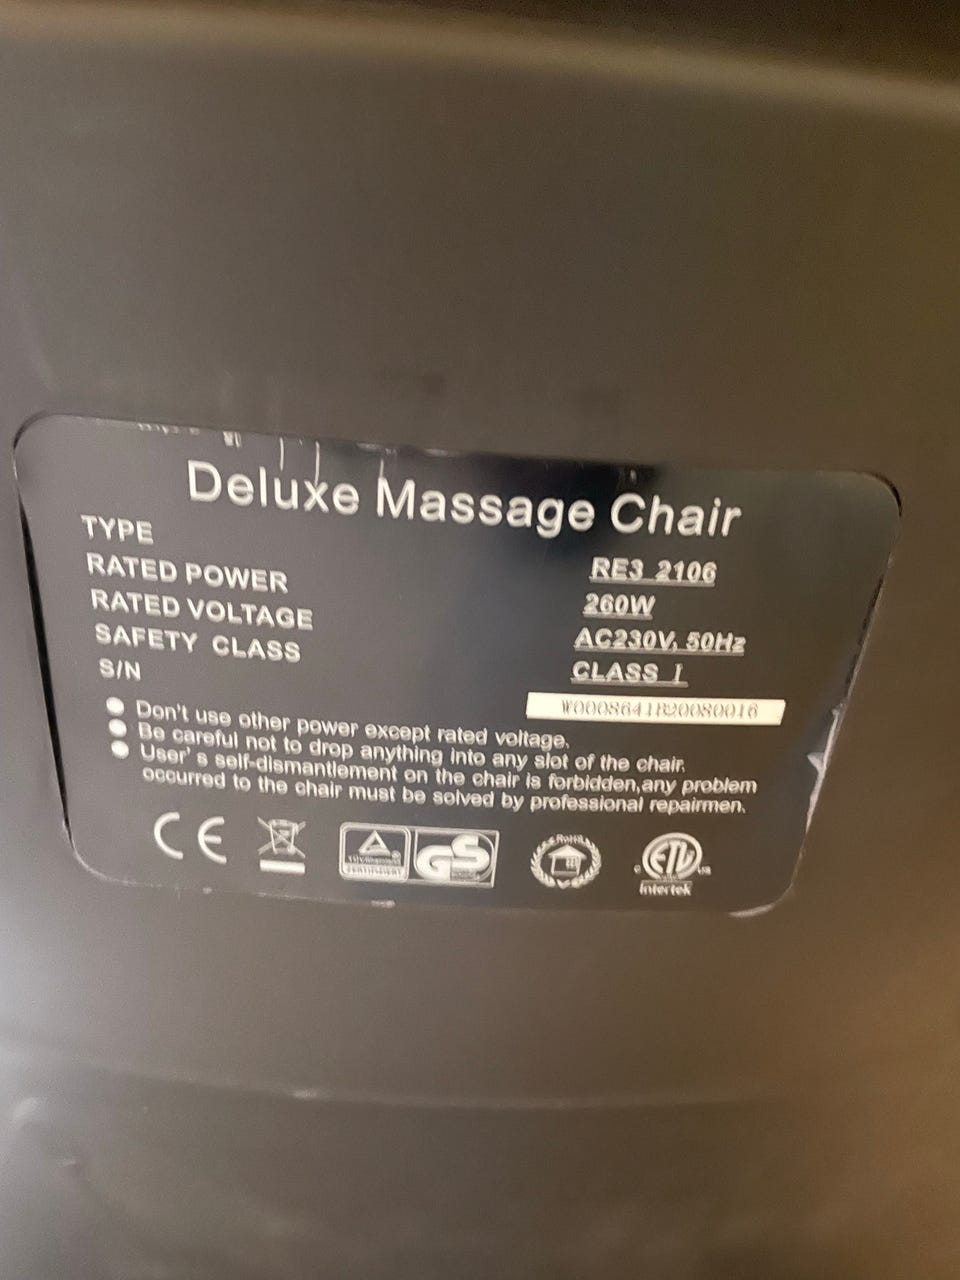 Deluxe Massage Chair
TYPE RE3 2106
RATED POWER 260W
RATED VOLTAGE AC230V, 50Hz
SAFETY CLASS CLASS I
S/N W0008641B20080016
Don't use other power except rated voltage.
Be careful not to drop anything into any slot of the chair.
User's self-dismantlement on the chair is forbidden,any problem
occurred to the chair must be solved by professional repairmen.
CE GS RoHS ETL
Intertek